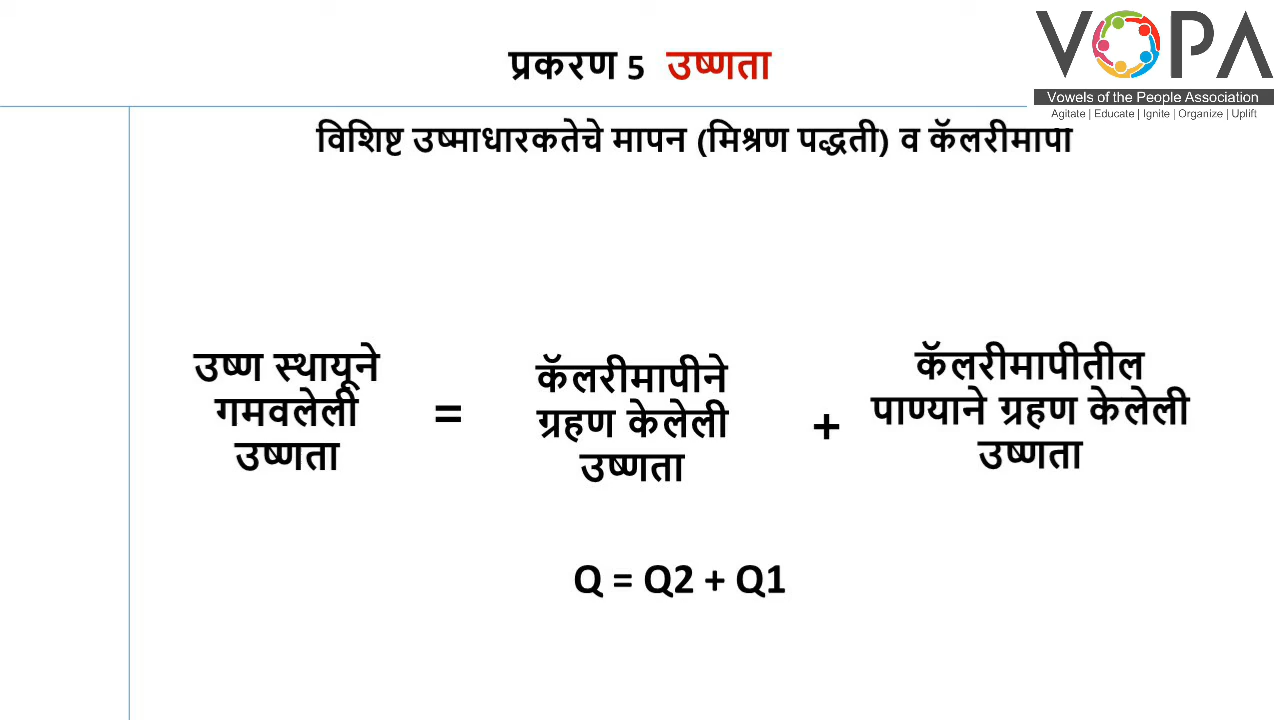 प्रकरण 5 उष्णता
VOPA
Vowels of the People Association
Agitate | Educate | Ignite | Organize | Uplift
विशिष्ट उष्माधारकतेचे मापन (मिश्रण पद्धती) व कॅलरीमापी
उष्ण स्थायूने
गमवलेली
उष्णता
=
कॅलरीमापीने
ग्रहण केलेली
उष्णता
+
कॅलरीमापीतील
पाण्याने ग्रहण केलेली
उष्णता
Q = Q2 + Q1